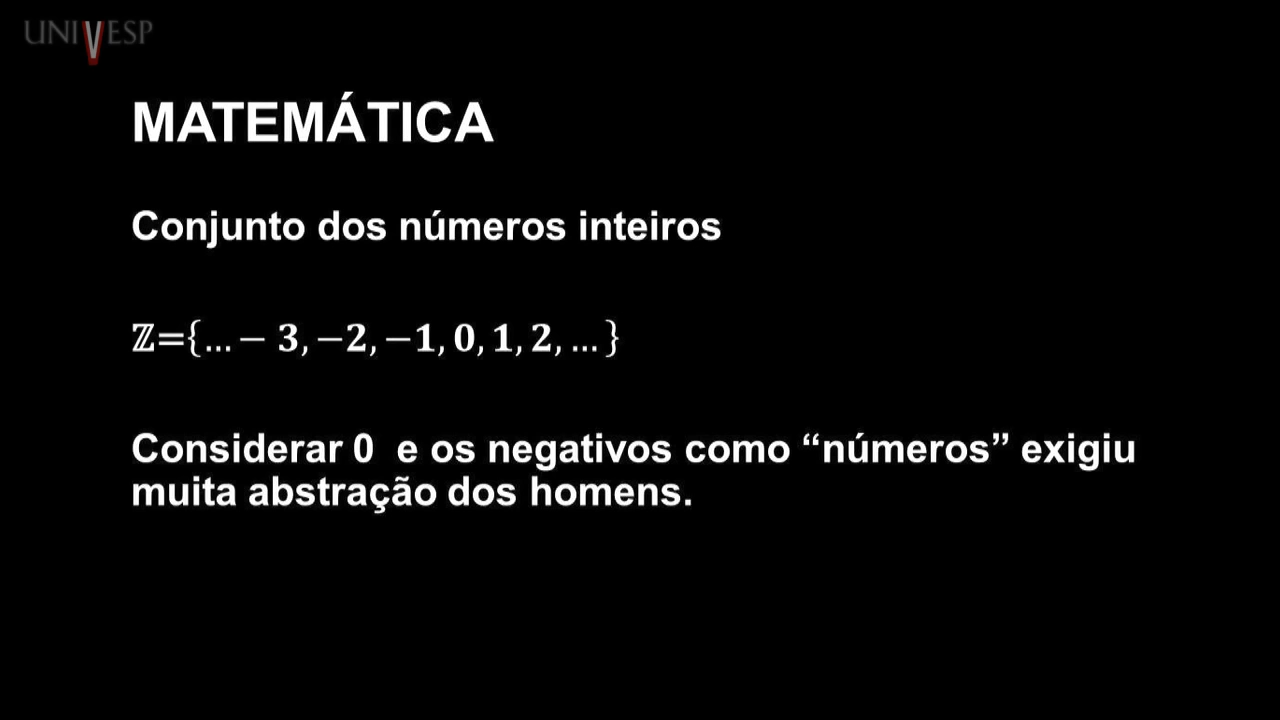 UNIVESP
MATEMÁTICA
Conjunto dos números inteiros
ℤ={…−3,−2,−1,0,1,2,…}
Considerar 0 e os negativos como “números” exigiu
muita abstração dos homens.